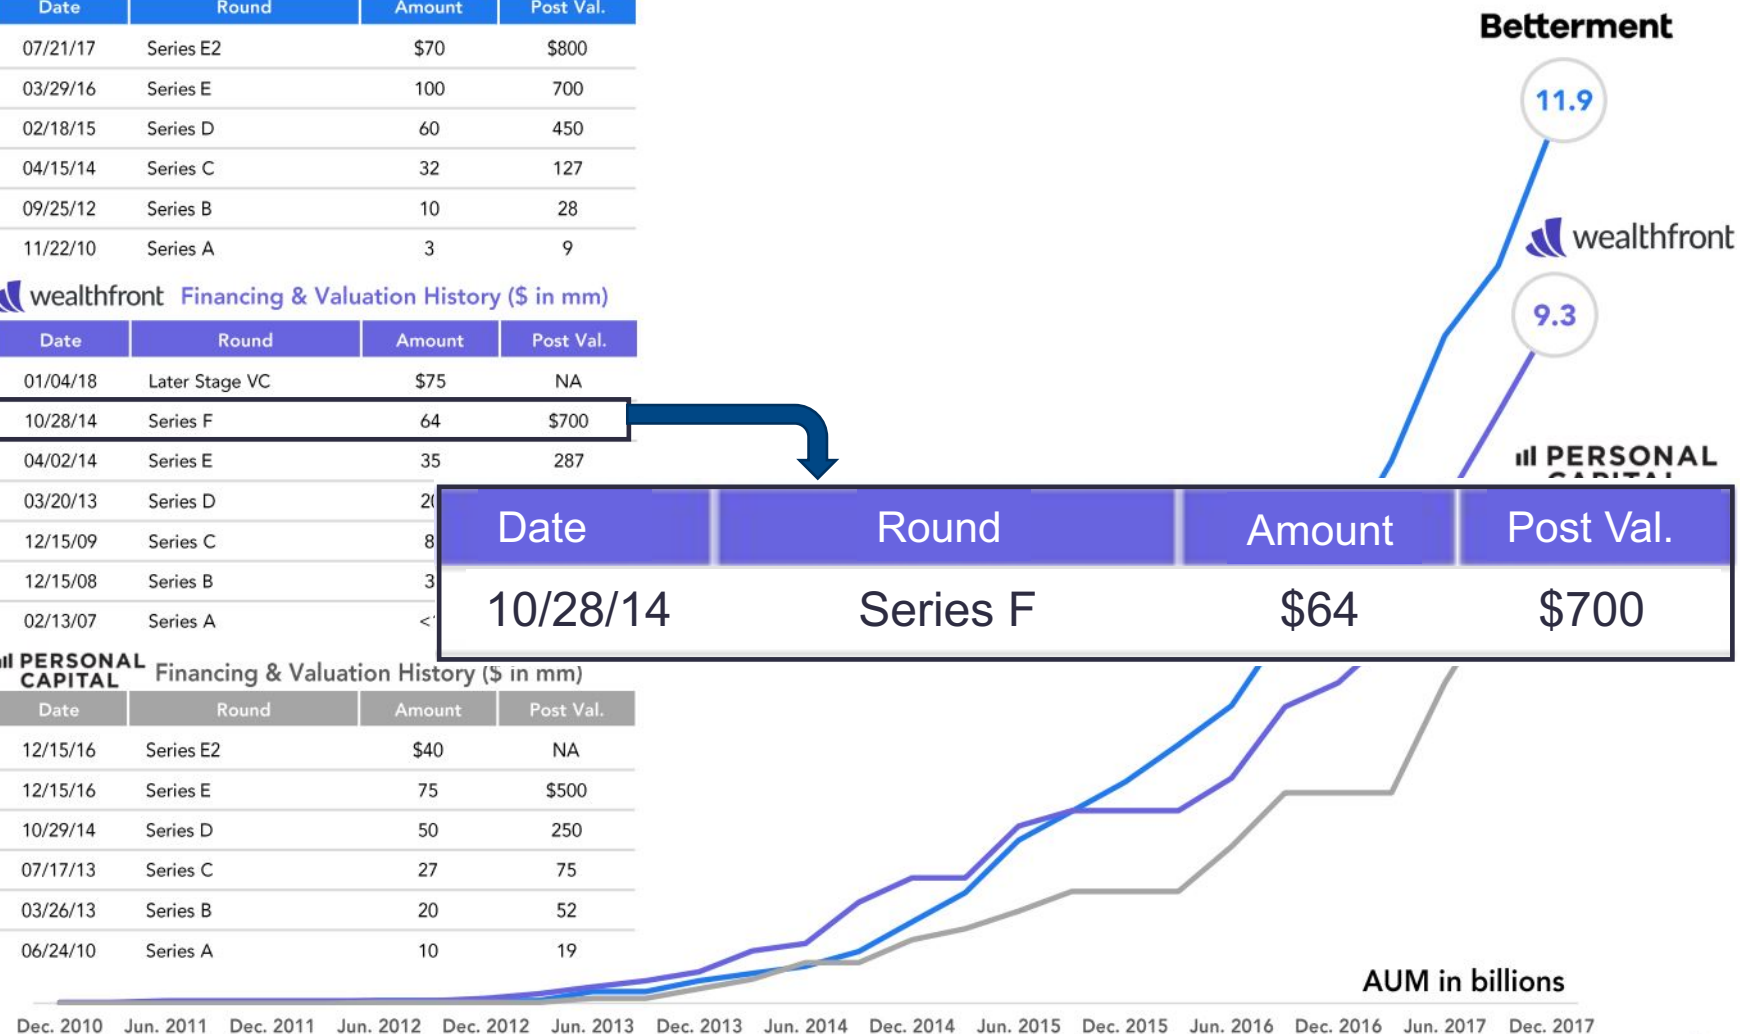 Date Round Amount Post Val.
07/21/17 Series E2 $70 $800
03/29/16 Series E 100 700
02/18/15 Series D 60 450
04/15/14 Series C 32 127
09/25/12 Series B 10 28
11/22/10 Series A 3 9
wealthfront Financing & Valuation History ($ in mm)
Date Round Amount Post Val.
01/04/18 Later Stage VC $75 NA
10/28/14 Series F 64 $700
04/02/14 Series E 35 287
03/20/13 Series D
12/15/09 Series C 8
12/15/08 Series B 3
02/13/07 Series A
Date Round Amount Post Val.
10/28/14 Series F $64 $700
PERSONAL
CAPITAL
Financing & Valuation History ($ in mm)
Date Round Amount Post Val.
12/15/16 Series E2 $40 NA
12/15/16 Series E 75 $500
10/29/14 Series D 50 250
07/17/13 Series C 27 75
03/26/13 Series B 20 52
06/24/10 Series A 10 19
Betterment
11.9
wealthfront
9.3
PERSONAL
AUM in billions
Dec. 2010 Jun. 2011 Dec. 2011 Jun. 2012 Dec. 2012 Jun. 2013 Dec. 2013 Jun. 2014 Dec. 2014 Jun. 2015 Dec. 2015 Jun. 2016 Dec. 2016 Jun. 2017 Dec. 2017